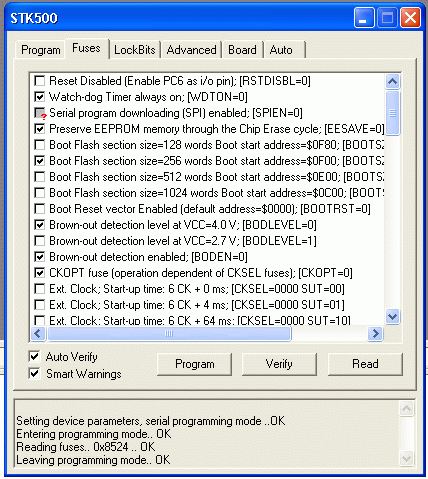 STK500
Program Fuses LockBits Advanced Board Auto
Reset Disabled (Enable PC6 as i/o pin); [RSTDISBL=0]
Watch-dog Timer always on; [WDTON=0]
Serial program downloading (SPI) enabled; [SPIEN=0]
Preserve EEPROM memory through the Chip Erase cycle; [EESAVE=0]
Boot Flash section size=128 words Boot start address=$0F80; [BOOTS
Boot Flash section size=256 words Boot start address=$0F00; [BOOTS
Boot Flash section size=512 words Boot start address=$0E00; [BOOTS
Boot Flash section size=1024 words Boot start address=$0C00; [BOOT
Boot Reset vector Enabled (default address=$0000); [BOOTRST=0]
Brown-out detection level at VCC=4.0 V; [BODLEVEL=0]
Brown-out detection level at VCC=2.7 V; [BODLEVEL=1]
Brown-out detection enabled; [BODEN=0]
CKOPT fuse (operation dependent of CKSEL fuses); [CKOPT=0]
Ext. Clock; Start-up time: 6 CK + 0 ms; [CKSEL=0000 SUT=00]
Ext. Clock; Start-up time: 6 CK + 4 ms; [CKSEL=0000 SUT=01]
Ext. Clock; Start-up time: 6 CK + 64 ms; [CKSEL=0000 SUT=10]
Auto Verify
Smart Warnings
Program Verify Read
Setting device parameters, serial programming mode ..OK
Entering programming mode.. OK
Reading fuses.. 0x8524 .. OK
Leaving programming mode.. OK